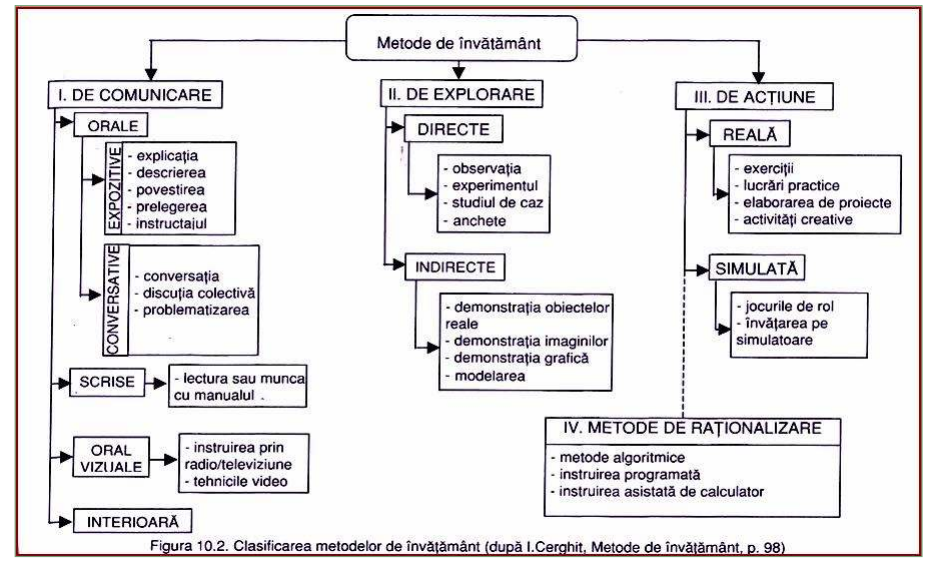 Metode de învățământ
I. DE COMUNICARE
ORALE
EXPOZITIVE
- explicația
- descrierea
- povestirea
- prelegerea
- instructajul
CONVERSATIVE
- conversația
- discuția colectivă
- problematizarea
SCRISE
- lectura sau munca
cu manualul .
ORAL
VIZUALE
- instruirea prin
radio/televiziune
- tehnicile video
INTERIOARĂ
II. DE EXPLORARE
DIRECTE
- observația
- experimentul
- studiul de caz
- anchete
INDIRECTE
- demonstrația obiectelor
reale
- demonstrația imaginilor
- demonstrația grafică
- modelarea
III. DE ACȚIUNE
REALĂ
- exerciții
- lucrări practice
- elaborarea de proiecte
- activități creative
SIMULATĂ
- jocurile de rol
- învățarea pe
simulatoare
IV. METODE DE RAȚIONALIZARE
- metode algoritmice
- instruirea programată
- instruirea asistată de calculator
Figura 10.2. Clasificarea metodelor de învățământ (după I.Cerghit, Metode de învățământ, p. 98)